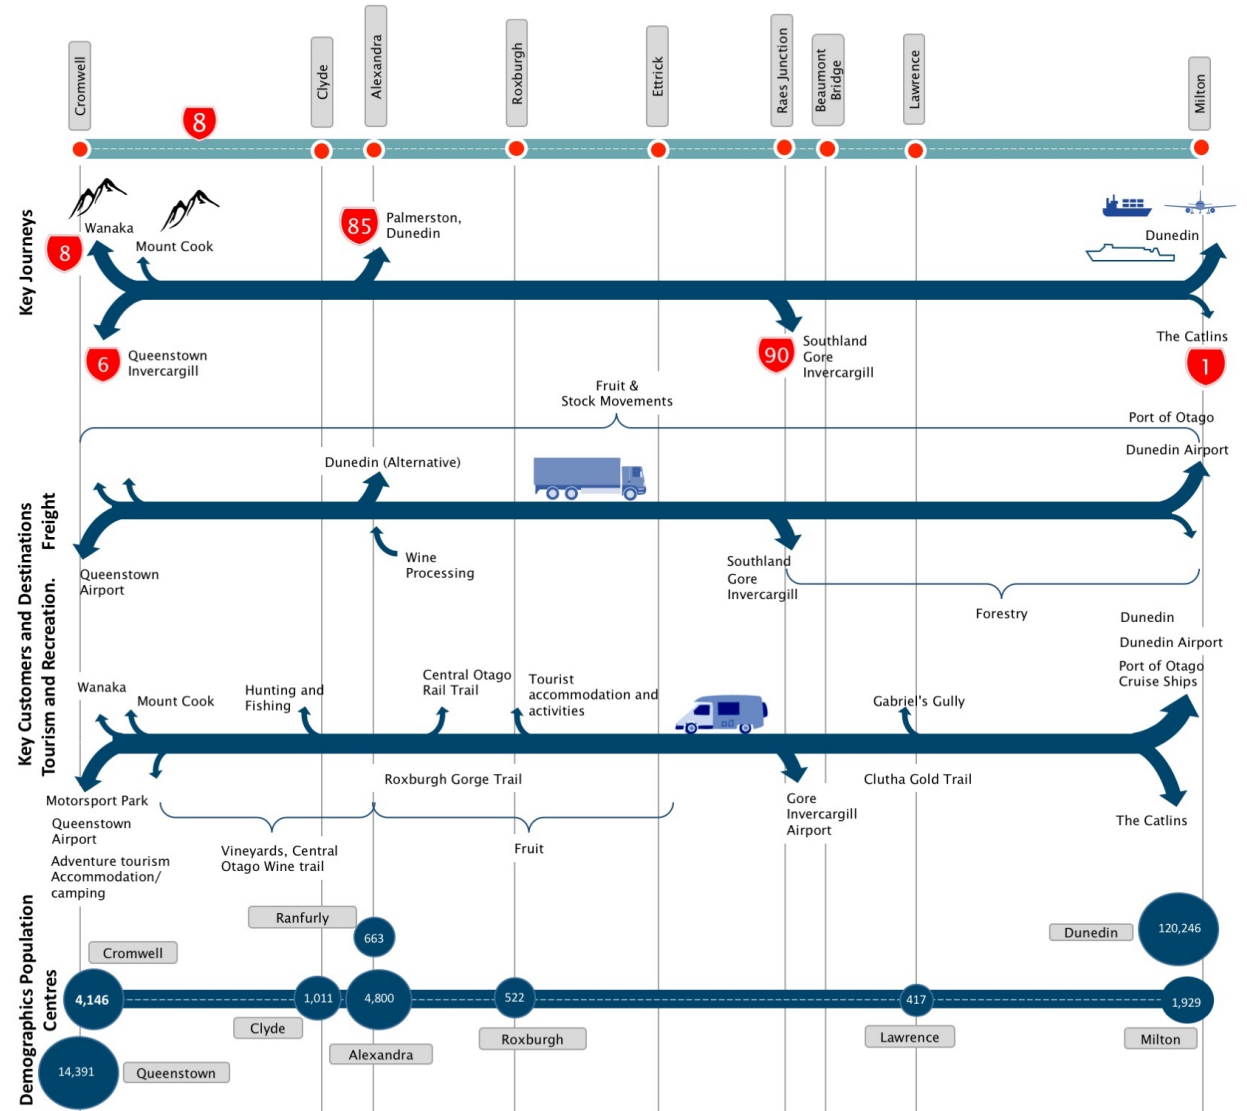 Cromwell
Clyde
Alexandra
Roxburgh
Ettrick
Raes Junction
Beaumont
Bridge
Lawrence
Milton
8
Key Journeys
Wanaka
8
Mount Cook
85
Palmerston,
Dunedin
Dunedin
6
Queenstown
Invercargill
90
Southland
Gore
Invercargill
The Catlins
1
Key Customers and Destinations
Freight
Fruit &
Stock Movements
Port of Otago
Dunedin Airport
Dunedin (Alternative)
Wine
Processing
Queenstown
Airport
Southland
Gore
Invercargill
Forestry
Tourism and Recreation.
Dunedin
Dunedin Airport
Port of Otago
Cruise Ships
Wanaka
Mount Cook
Hunting and
Fishing
Central Otago
Rail Trail
Tourist
accommodation and
activities
Gabriel's Gully
Roxburgh Gorge Trail
Clutha Gold Trail
Motorsport Park
Queenstown
Airport
Adventure tourism
Accommodation/
camping
Vineyards, Central
Otago Wine trail
Fruit
Gore
Invercargill
Airport
The Catlins
Demographics Population
Centres
Ranfurly
663
Dunedin
120,246
Cromwell
4,146
1,011
4,800
522
417
1,929
Clyde
Alexandra
Roxburgh
Lawrence
Milton
14,391
Queenstown